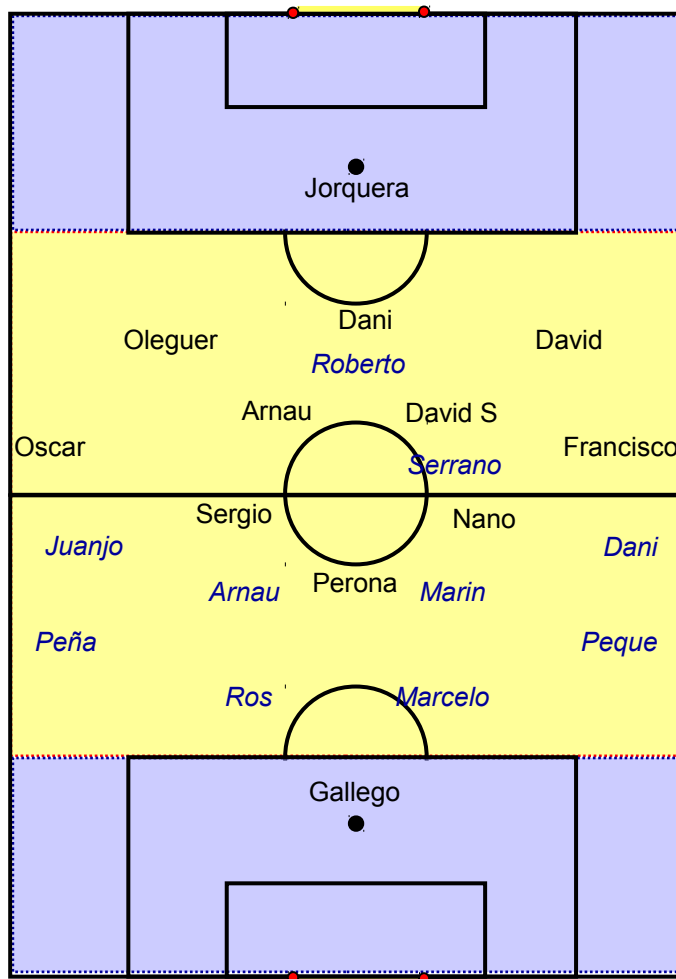 Jorquera
Dani
Oleguer
David
Roberto
Arnau
David S
Oscar
Francisco
Serrano
Sergio
Nano
Juanjo
Dani
Perona
Arnau
Marin
Peña
Peque
Ros
Marcelo
Gallego